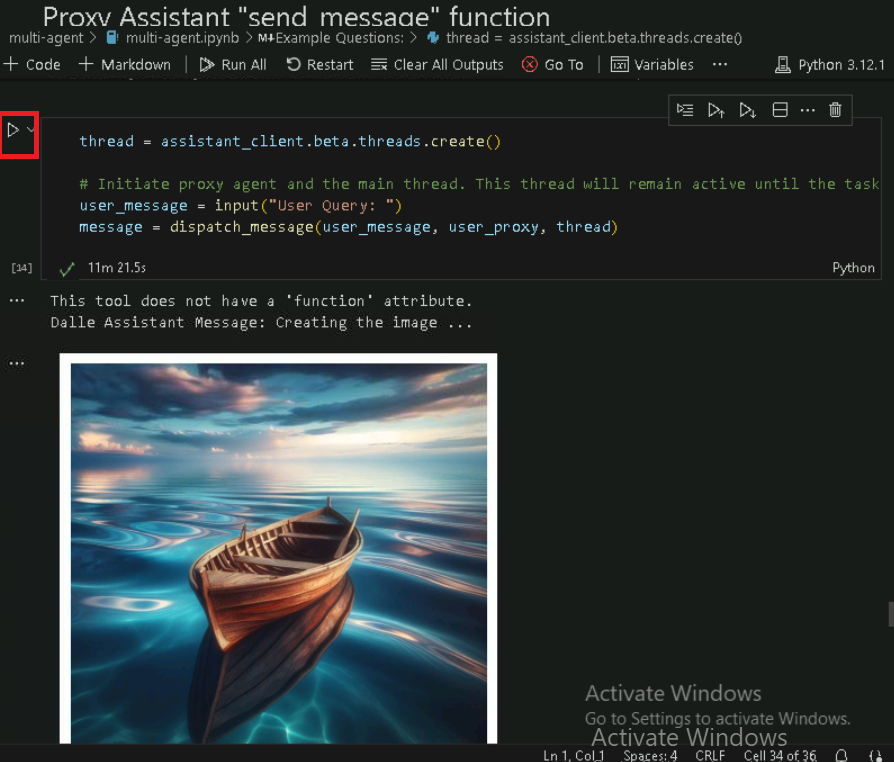 Proxy Assistant "send_message" function
multi-agent > multi-agent.ipynb > M↓Example Questions: > thread = assistant_client.beta.threads.create()
+ Code + Markdown | Run All Restart Clear All Outputs Go To | Variables ··· Python 3.12.1
thread = assistant_client.beta.threads.create()
# Initiate proxy agent and the main thread. This thread will remain active until the task
user_message = input("User Query: ")
message = dispatch_message(user_message, user_proxy, thread)
[14] ✓ 11m 21.5s Python
··· This tool does not have a 'function' attribute.
Dalle Assistant Message: Creating the image ...
···
Activate Windows
Go to Settings to activate Windows.
Activate Windows
Ln 1, Col 1 Spaces: 4 CRLF Cell 34 of 36